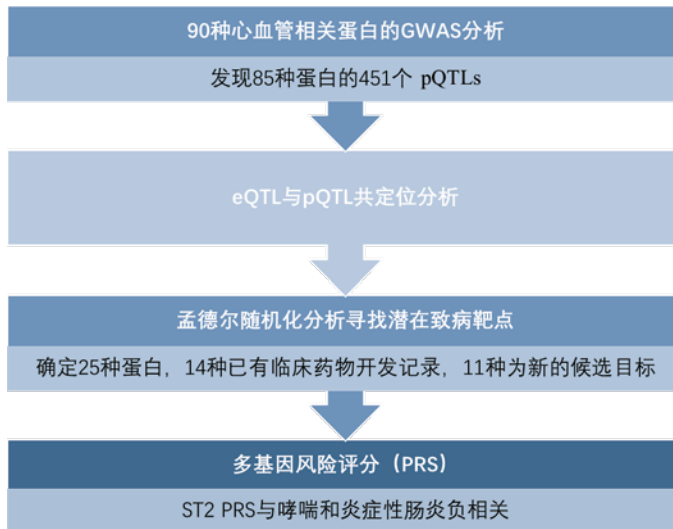 90种心血管相关蛋白的GWAS分析
发现85种蛋白的451个 pQTLs
eQTL与pQTL共定位分析
孟德尔随机化分析寻找潜在致病靶点
确定25种蛋白，14种已有临床药物开发记录，11种为新的候选目标
多基因风险评分（PRS）
ST2 PRS与哮喘和炎症性肠炎负相关